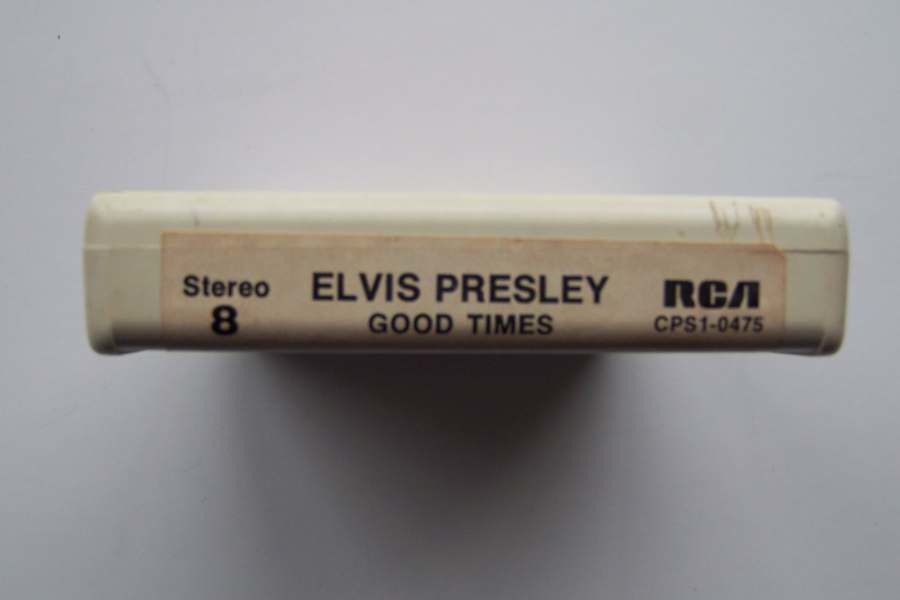 Stereo
8
ELVIS PRESLEY
GOOD TIMES
RCA
CPS1-0475